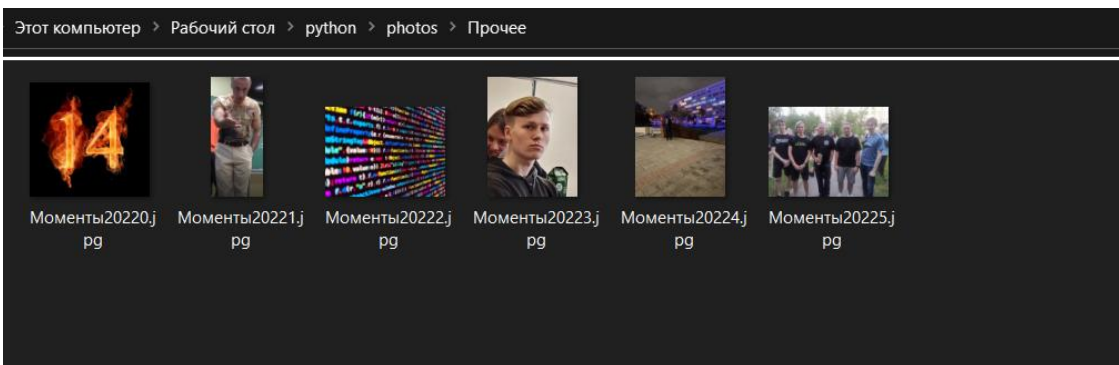 Этот компьютер > Рабочий стол > python > photos > Прочее
14
Моменты20220.j
pg
Моменты20221.j
pg
Моменты20222.j
pg
Моменты20223.j
pg
Моменты20224.j
pg
Моменты20225.j
pg